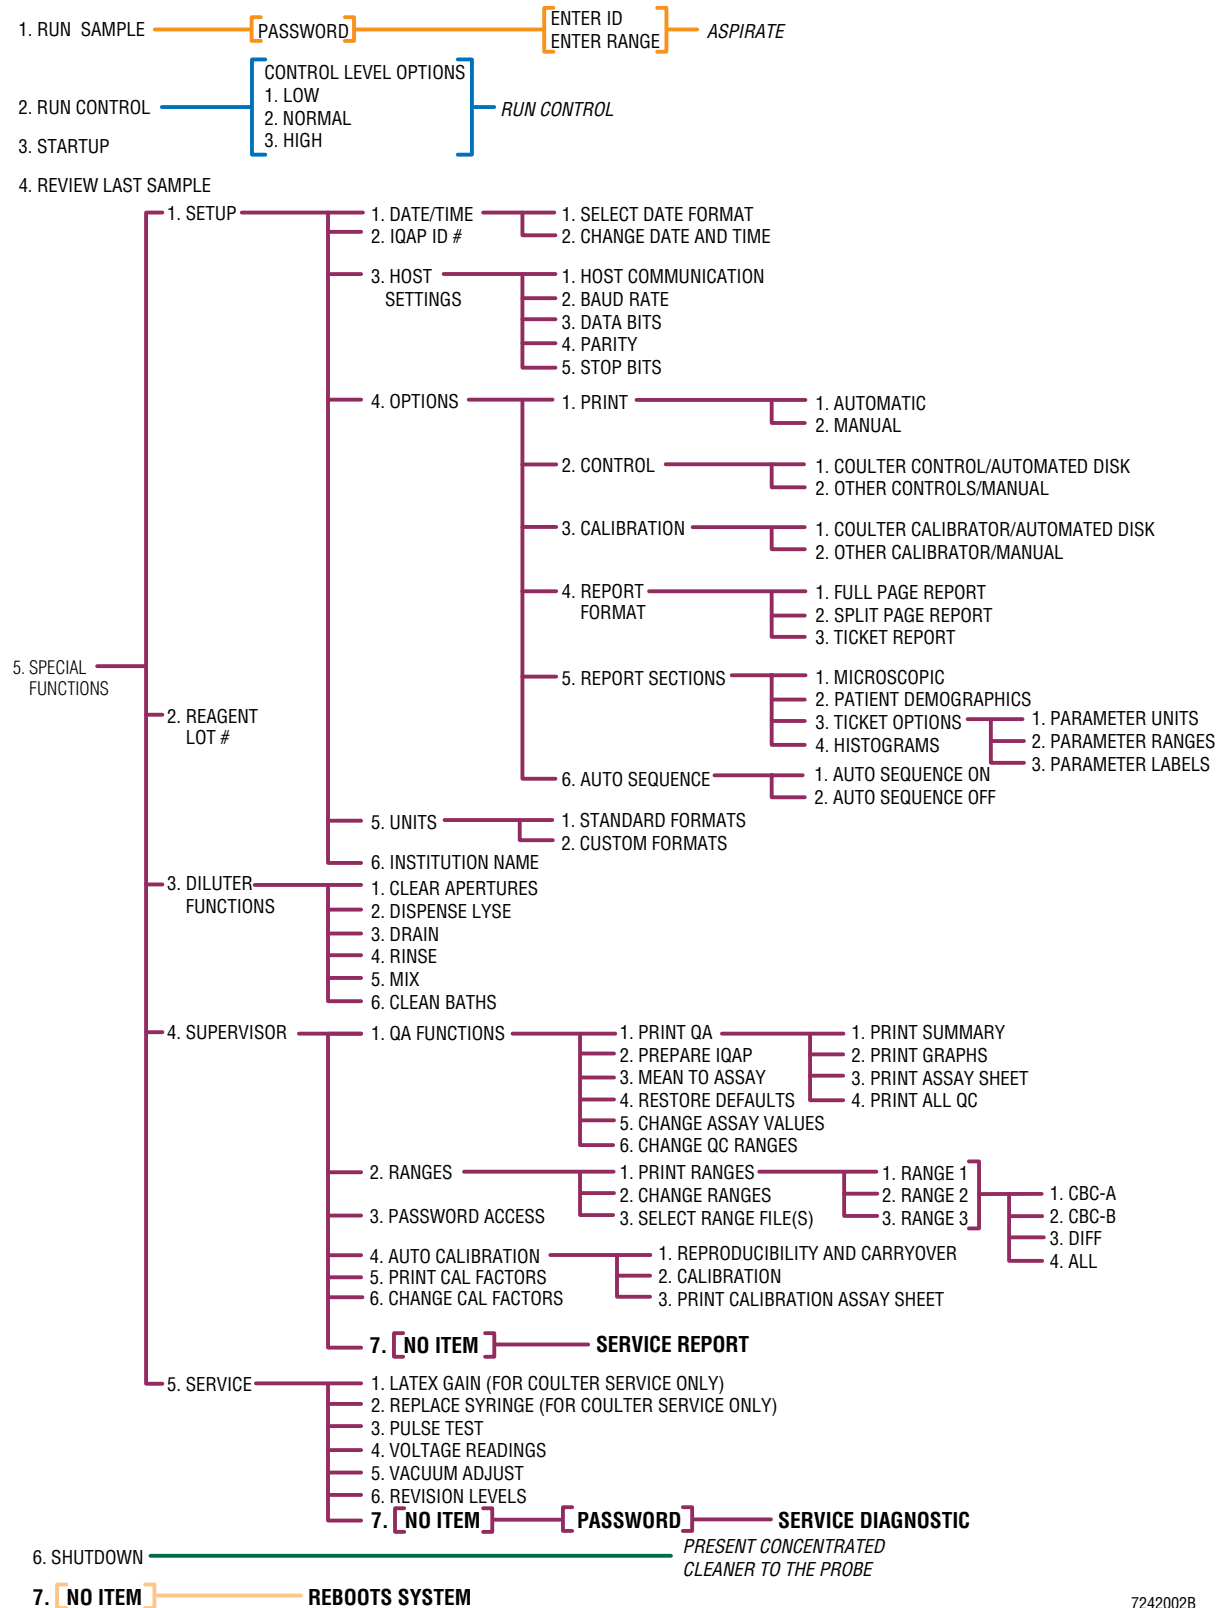 1. RUN SAMPLE
PASSWORD
ENTER ID
ENTER RANGE
ASPIRATE
2. RUN CONTROL
CONTROL LEVEL OPTIONS
1. LOW
2. NORMAL
3. HIGH
RUN CONTROL
3. STARTUP
4. REVIEW LAST SAMPLE
5. SPECIAL
FUNCTIONS
1. SETUP
1. DATE/TIME
1. SELECT DATE FORMAT
2. CHANGE DATE AND TIME
2. IQAP ID #
3. HOST
SETTINGS
1. HOST COMMUNICATION
2. BAUD RATE
3. DATA BITS
4. PARITY
5. STOP BITS
4. OPTIONS
1. PRINT
1. AUTOMATIC
2. MANUAL
2. CONTROL
1. COULTER CONTROL/AUTOMATED DISK
2. OTHER CONTROLS/MANUAL
3. CALIBRATION
1. COULTER CALIBRATOR/AUTOMATED DISK
2. OTHER CALIBRATOR/MANUAL
4. REPORT
FORMAT
1. FULL PAGE REPORT
2. SPLIT PAGE REPORT
3. TICKET REPORT
5. REPORT SECTIONS
1. MICROSCOPIC
2. PATIENT DEMOGRAPHICS
3. TICKET OPTIONS
1. PARAMETER UNITS
2. PARAMETER RANGES
3. PARAMETER LABELS
4. HISTOGRAMS
6. AUTO SEQUENCE
1. AUTO SEQUENCE ON
2. AUTO SEQUENCE OFF
5. UNITS
1. STANDARD FORMATS
2. CUSTOM FORMATS
6. INSTITUTION NAME
2. REAGENT
LOT #
3. DILUTER
FUNCTIONS
1. CLEAR APERTURES
2. DISPENSE LYSE
3. DRAIN
4. RINSE
5. MIX
6. CLEAN BATHS
4. SUPERVISOR
1. QA FUNCTIONS
1. PRINT QA
1. PRINT SUMMARY
2. PRINT GRAPHS
3. PRINT ASSAY SHEET
4. PRINT ALL QC
2. PREPARE IQAP
3. MEAN TO ASSAY
4. RESTORE DEFAULTS
5. CHANGE ASSAY VALUES
6. CHANGE QC RANGES
2. RANGES
1. PRINT RANGES
1. RANGE 1
2. RANGE 2
3. RANGE 3
1. CBC-A
2. CBC-B
3. DIFF
4. ALL
2. CHANGE RANGES
3. SELECT RANGE FILE(S)
3. PASSWORD ACCESS
4. AUTO CALIBRATION
1. REPRODUCIBILITY AND CARRYOVER
2. CALIBRATION
3. PRINT CALIBRATION ASSAY SHEET
5. PRINT CAL FACTORS
6. CHANGE CAL FACTORS
7. [NO ITEM] SERVICE REPORT
5. SERVICE
1. LATEX GAIN (FOR COULTER SERVICE ONLY)
2. REPLACE SYRINGE (FOR COULTER SERVICE ONLY)
3. PULSE TEST
4. VOLTAGE READINGS
5. VACUUM ADJUST
6. REVISION LEVELS
7. [NO ITEM] [PASSWORD] SERVICE DIAGNOSTIC
6. SHUTDOWN
PRESENT CONCENTRATED
CLEANER TO THE PROBE
7. [NO ITEM] REBOOTS SYSTEM
7242002B